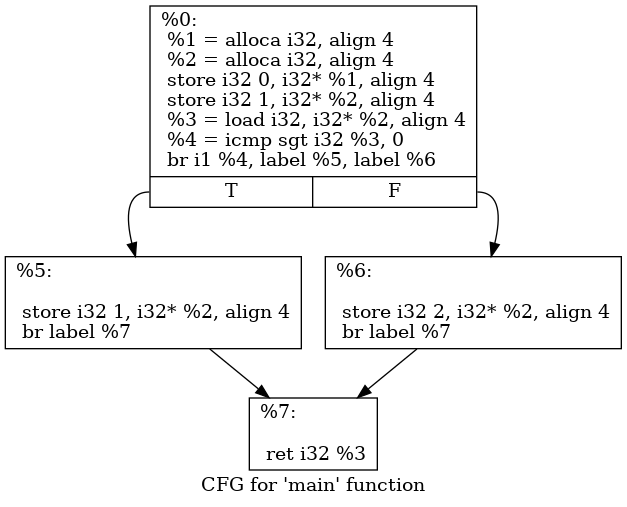 %0:
%1 = alloca i32, align 4
%2 = alloca i32, align 4
store i32 0, i32* %1, align 4
store i32 1, i32* %2, align 4
%3 = load i32, i32* %2, align 4
%4 = icmp sgt i32 %3, 0
br i1 %4, label %5, label %6
T
F
%5:
store i32 1, i32* %2, align 4
br label %7
%6:
store i32 2, i32* %2, align 4
br label %7
%7:
ret i32 %3
CFG for 'main' function